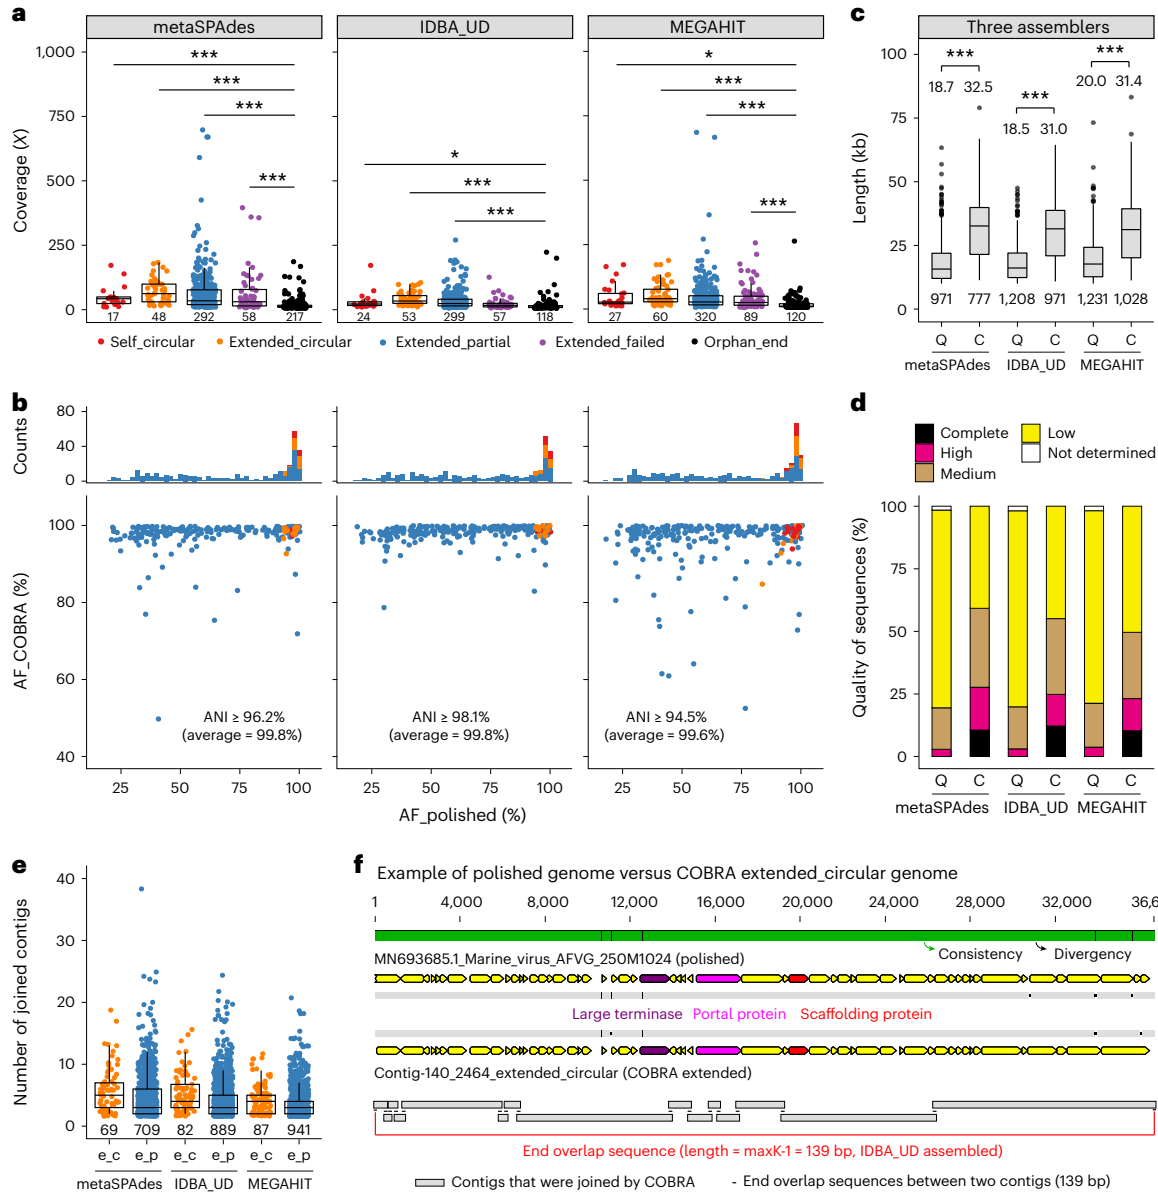 a
metaSPAdes IDBA_UD MEGAHIT
Coverage (X)
1,000
750
500
250
0
*** *** *** ***
* *** ***
* *** *** ***
17 48 292 58 217
24 53 299 57 118
27 60 320 89 120
Self_circular Extended_circular Extended_partial Extended_failed Orphan_end
b
Counts
80
40
0
AF_COBRA (%)
100
80
60
40
ANI ≥ 96.2%
(average = 99.8%)
ANI ≥ 98.1%
(average = 99.8%)
ANI ≥ 94.5%
(average = 99.6%)
25 50 75 100 25 50 75 100 25 50 75 100
AF_polished (%)
c
Three assemblers
Length (kb)
100
75
50
25
0
*** *** ***
18.7 32.5 18.5 31.0 20.0 31.4
971 777 1,208 971 1,231 1,028
Q C Q C Q C
metaSPAdes IDBA_UD MEGAHIT
d
Complete Low
High Not determined
Medium
Quality of sequences (%)
100
75
50
25
0
Q C Q C Q C
metaSPAdes IDBA_UD MEGAHIT
e
Number of joined contigs
40
30
20
10
0
69 709 82 889 87 941
e_c e_p e_c e_p e_c e_p
metaSPAdes IDBA_UD MEGAHIT
f
Example of polished genome versus COBRA extended_circular genome
1 4,000 8,000 12,000 16,000 20,000 24,000 28,000 32,000 36,6
Consistency Divergency
MN693685.1_Marine_virus_AFVG_250M1024 (polished)
Large terminase Portal protein Scaffolding protein
Contig-140_2464_extended_circular (COBRA extended)
End overlap sequence (length = maxK-1 = 139 bp, IDBA_UD assembled)
Contigs that were joined by COBRA - End overlap sequences between two contigs (139 bp)